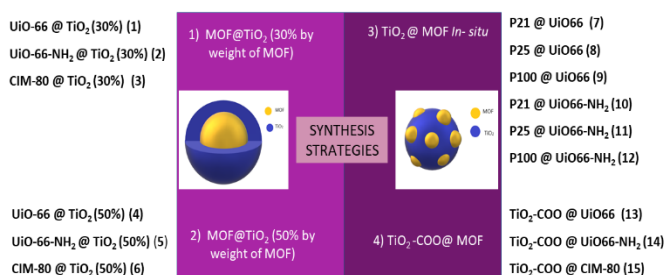 UiO-66 @ TiO₂ (30%) (1)
UiO-66-NH₂ @ TiO₂ (30%) (2)
CIM-80 @ TiO₂ (30%) (3)
1) MOF@TiO₂ (30% by
weight of MOF)
3) TiO₂ @ MOF In- situ
P21 @ UiO66 (7)
P25 @ UiO66 (8)
P100 @ UiO66 (9)
P21 @ UiO66-NH₂ (10)
P25 @ UiO66-NH₂ (11)
P100 @ UiO66-NH₂ (12)
MOF
TiO₂
SYNTHESIS
STRATEGIES
MOF
TiO₂
UiO-66 @ TiO₂ (50%) (4)
UiO-66-NH₂ @ TiO₂ (50%) (5)
CIM-80 @ TiO₂ (50%) (6)
2) MOF@TiO₂ (50% by
weight of MOF)
4) TiO₂-COO@ MOF
TiO₂-COO @ UiO66 (13)
TiO₂-COO @ UiO66-NH₂ (14)
TiO₂-COO @ CIM-80 (15)